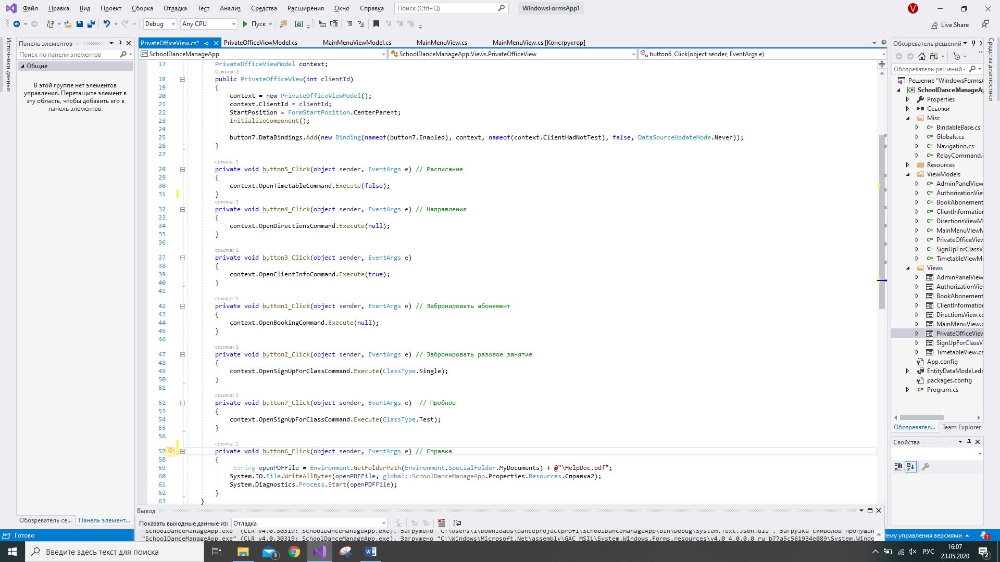 Файл Правка Вид Проект Сборка Отладка Тест Анализ Средства Расширения Окно Справка Поиск (Ctrl+Q) WindowsFormsApp1 V
Debug Any CPU Пуск Live Share
Источники данных
Панель элементов
Поиск по панели элементов
Общие
В этой группе нет элементов
управления. Перетащите элемент в
эту область, чтобы добавить его в
панель элементов.
Обозреватель се... Панель элемент...
PrivateOfficeView.cs* PrivateOfficeViewModel.cs MainMenuViewModel.cs MainMenuView.cs MainMenuView.cs [Конструктор]
SchoolDanceManageApp SchoolDanceManageApp.Views.PrivateOfficeView button6_Click(object sender, EventArgs e)
17 PrivateOfficeViewModel context;
Ссылок: 2
18 public PrivateOfficeView(int clientId)
19 {
20 context = new PrivateOfficeViewModel();
21 context.ClientId = clientId;
22 StartPosition = FormStartPosition.CenterParent;
23 InitializeComponent();
24
25 button7.DataBindings.Add(new Binding(nameof(button7.Enabled), context, nameof(context.ClientHadNotTest), false, DataSourceUpdateMode.Never));
26 }
27
ссылка: 1
28 private void button5_Click(object sender, EventArgs e) // Расписание
29 {
30 context.OpenTimetableCommand.Execute(false);
31 }
ссылка: 1
32 private void button4_Click(object sender, EventArgs e) // Направления
33 {
34 context.OpenDirectionsCommand.Execute(null);
35 }
36
ссылка: 1
37 private void button3_Click(object sender, EventArgs e)
38 {
39 context.OpenClientInfoCommand.Execute(true);
40 }
41
ссылка: 1
42 private void button1_Click(object sender, EventArgs e) // Забронировать абонемент
43 {
44 context.OpenBookingCommand.Execute(null);
45 }
46
ссылка: 1
47 private void button2_Click(object sender, EventArgs e) // Забронировать разовое занятие
48 {
49 context.OpenSignUpForClassCommand.Execute(ClassType.Single);
50 }
51
ссылка: 1
52 private void button7_Click(object sender, EventArgs e) // Пробное
53 {
54 context.OpenSignUpForClassCommand.Execute(ClassType.Test);
55 }
56
ссылка: 1
57 private void button6_Click(object sender, EventArgs e) // Справка
58 {
59 String openPDFFile = Environment.GetFolderPath(Environment.SpecialFolder.MyDocuments) + @"\HelpDoc.pdf";
60 System.IO.File.WriteAllBytes(openPDFFile, global::SchoolDanceManageApp.Properties.Resources.Справка2);
61 System.Diagnostics.Process.Start(openPDFFile);
62 }
63 }
Вывод
Показать выходные данные из: Отладка
"SchoolDanceManageApp.exe" (CLR v4.0.30319: SchoolDanceManageApp.exe). Загружено "C:\Users\1\Downloads\danceprojectprofi\SchoolDanceManageApp\bin\Debug\System.Text.Json.dll". Загрузка символов пропущен
"SchoolDanceManageApp.exe" (CLR v4.0.30319: SchoolDanceManageApp.exe). Загружено "C:\Windows\Microsoft.Net\assembly\GAC_MSIL\System.Windows.Forms.resources\v4.0_4.0.0.0_ru_b77a5c561934e089\System.Windo
Обозреватель решений
Обозреватель решений -
Решение "WindowsFormsA
SchoolDanceManageAp
Properties
Ссылки
Misc
BindableBase.cs
Globals.cs
Navigation.cs
RelayCommand.
Resources
ViewModels
AdminPanelView
AuthorizationVie
BookAbonement
ClientInformation
DirectionsViewM
MainMenuViewM
PrivateOfficeView
SignUpForClassV
TimetableViewMo
Views
AdminPanelView
AuthorizationVie
BookAbonement
ClientInformation
DirectionsView.cs
MainMenuView.c
PrivateOfficeView
SignUpForClassV
TimetableView.cs
App.config
EntityDataModel.edm
packages.config
Program.cs
Обозревател... Team Explorer
Свойства
Средства диагностики
Готово
тему управления версиями 1
Введите здесь текст для поиска 3 РУС 16:07
23.05.2020 2